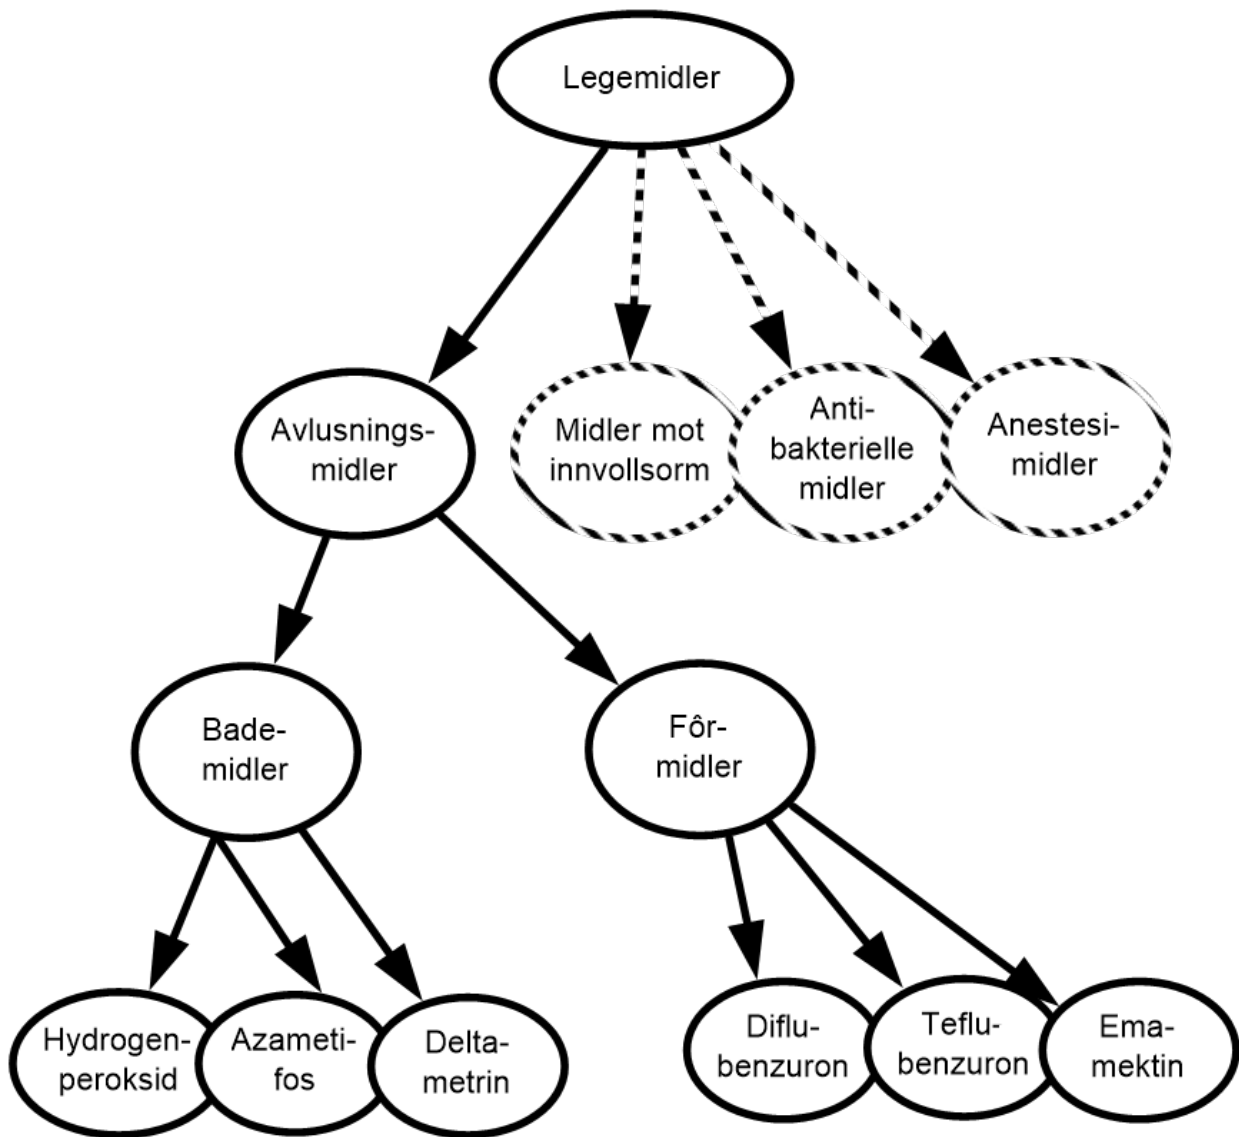 Legemidler
Avlusnings-
midler
Midler mot
innvollsorm
Anti-
bakterielle
midler
Anestesi-
midler
Bade-
midler
Fôr-
midler
Hydrogen-
peroksid
Azameti-
fos
Delta-
metrin
Diflu-
benzuron
Teflu-
benzuron
Ema-
mektin